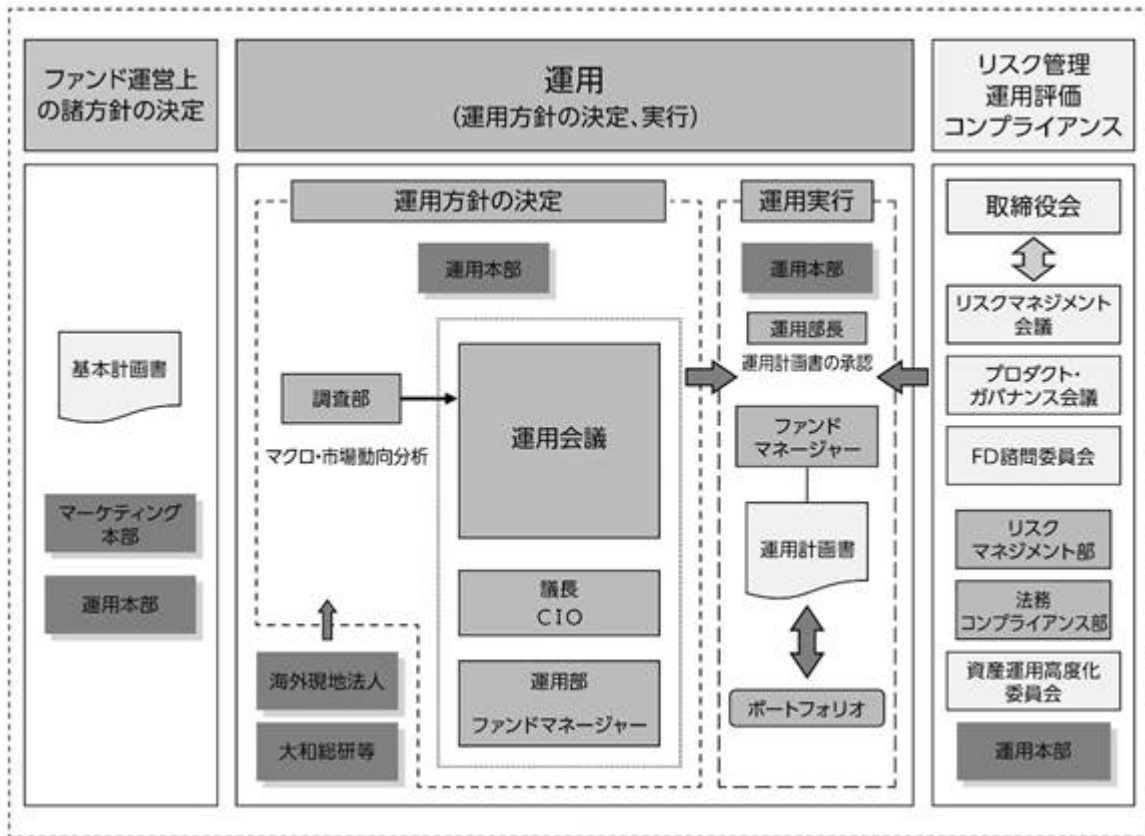 ファンド運営上
の諸方針の決定
運用
(運用方針の決定、実行)
リスク管理
運用評価
コンプライアンス
基本計画書
マーケティング
本部
運用本部
運用方針の決定
運用本部
調査部
マクロ・市場動向分析
運用会議
議長
CIO
運用部
ファンドマネージャー
海外現地法人
大和総研等
運用実行
運用本部
運用部長
運用計画書の承認
ファンド
マネージャー
運用計画書
ポートフォリオ
取締役会
リスクマネジメント
会議
プロダクト・
ガバナンス会議
FD諮問委員会
リスク
マネジメント部
法務
コンプライアンス部
資産運用高度化
委員会
運用本部